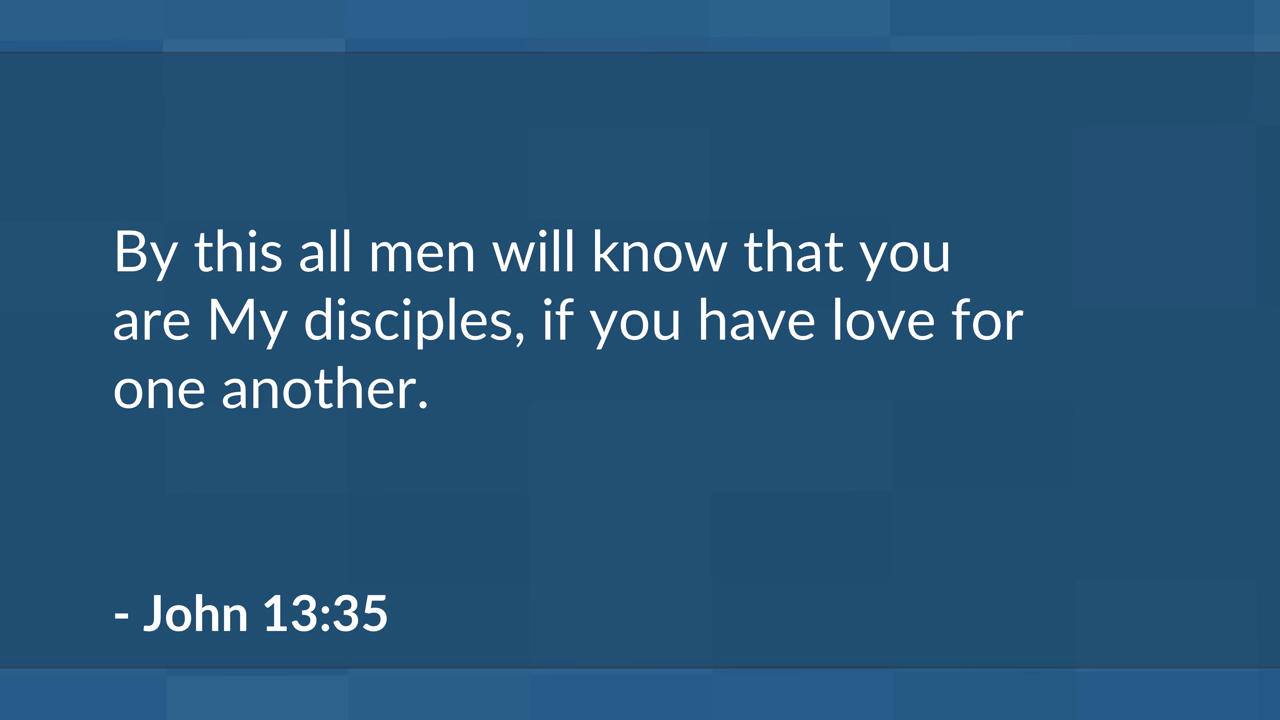 By this all men will know that you
are My disciples, if you have love for
one another.
- John 13:35